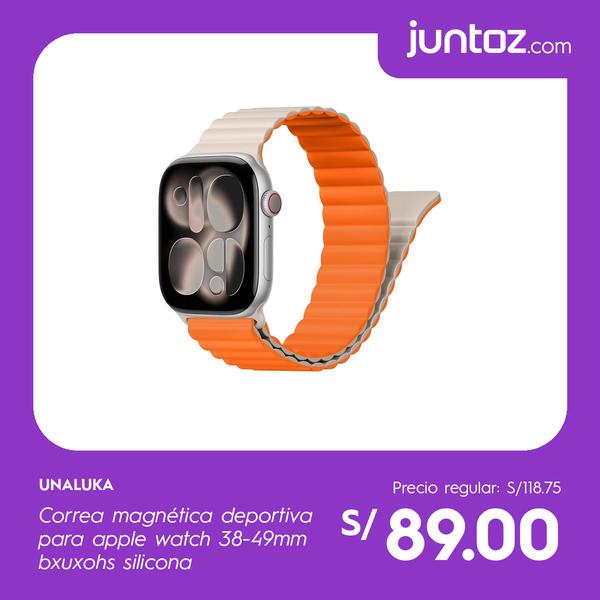 juntoz.com
UNALUKA
Correa magnética deportiva
para apple watch 38-49mm
bxuxohs silicona
Precio regular: S/118.75
S/89.00